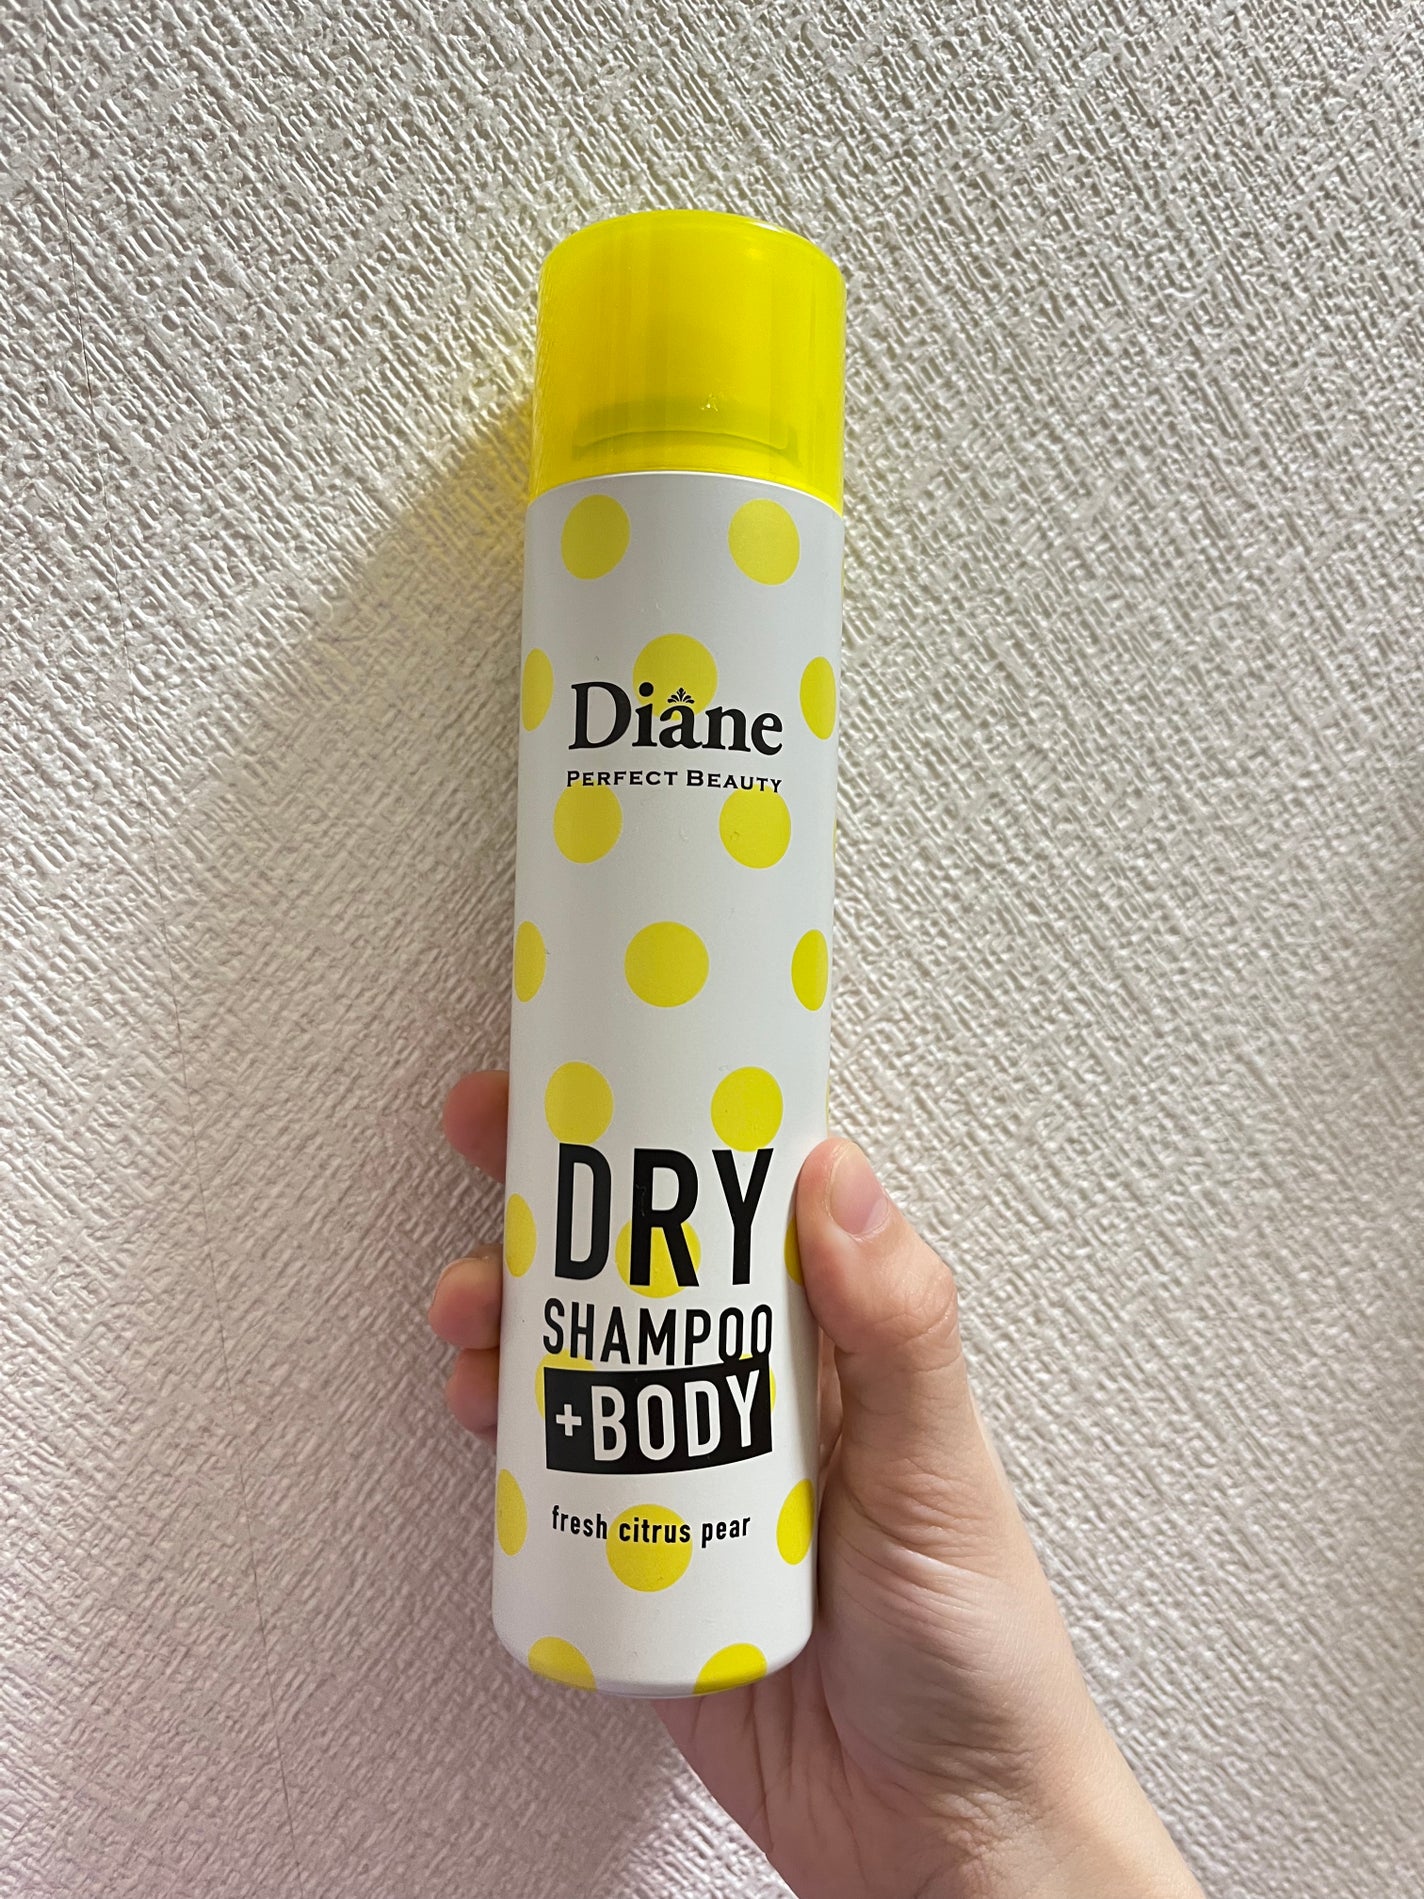 Diane
PERFECT BEAUTY
DRY
SHAMPOO
+BODY
fresh citrus pear